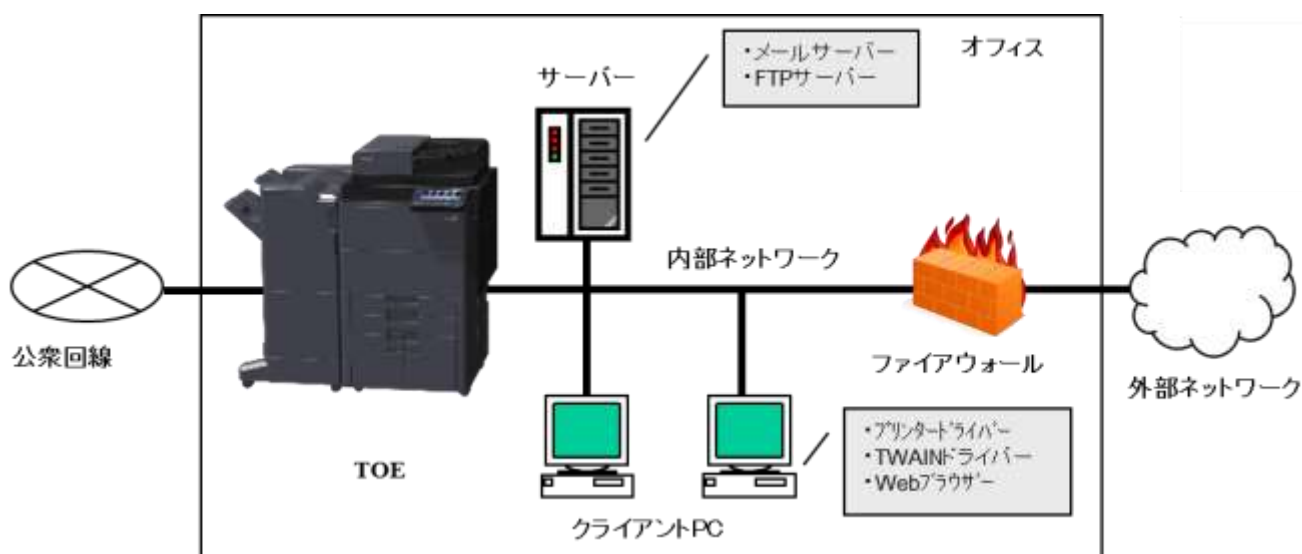 オフィス
・メールサーバー
・FTPサーバー
サーバー
内部ネットワーク
公衆回線
ファイアウォール
外部ネットワーク
TOE
・プリンタードライバー
・TWAINドライバー
・Webブラウザー
クライアントPC